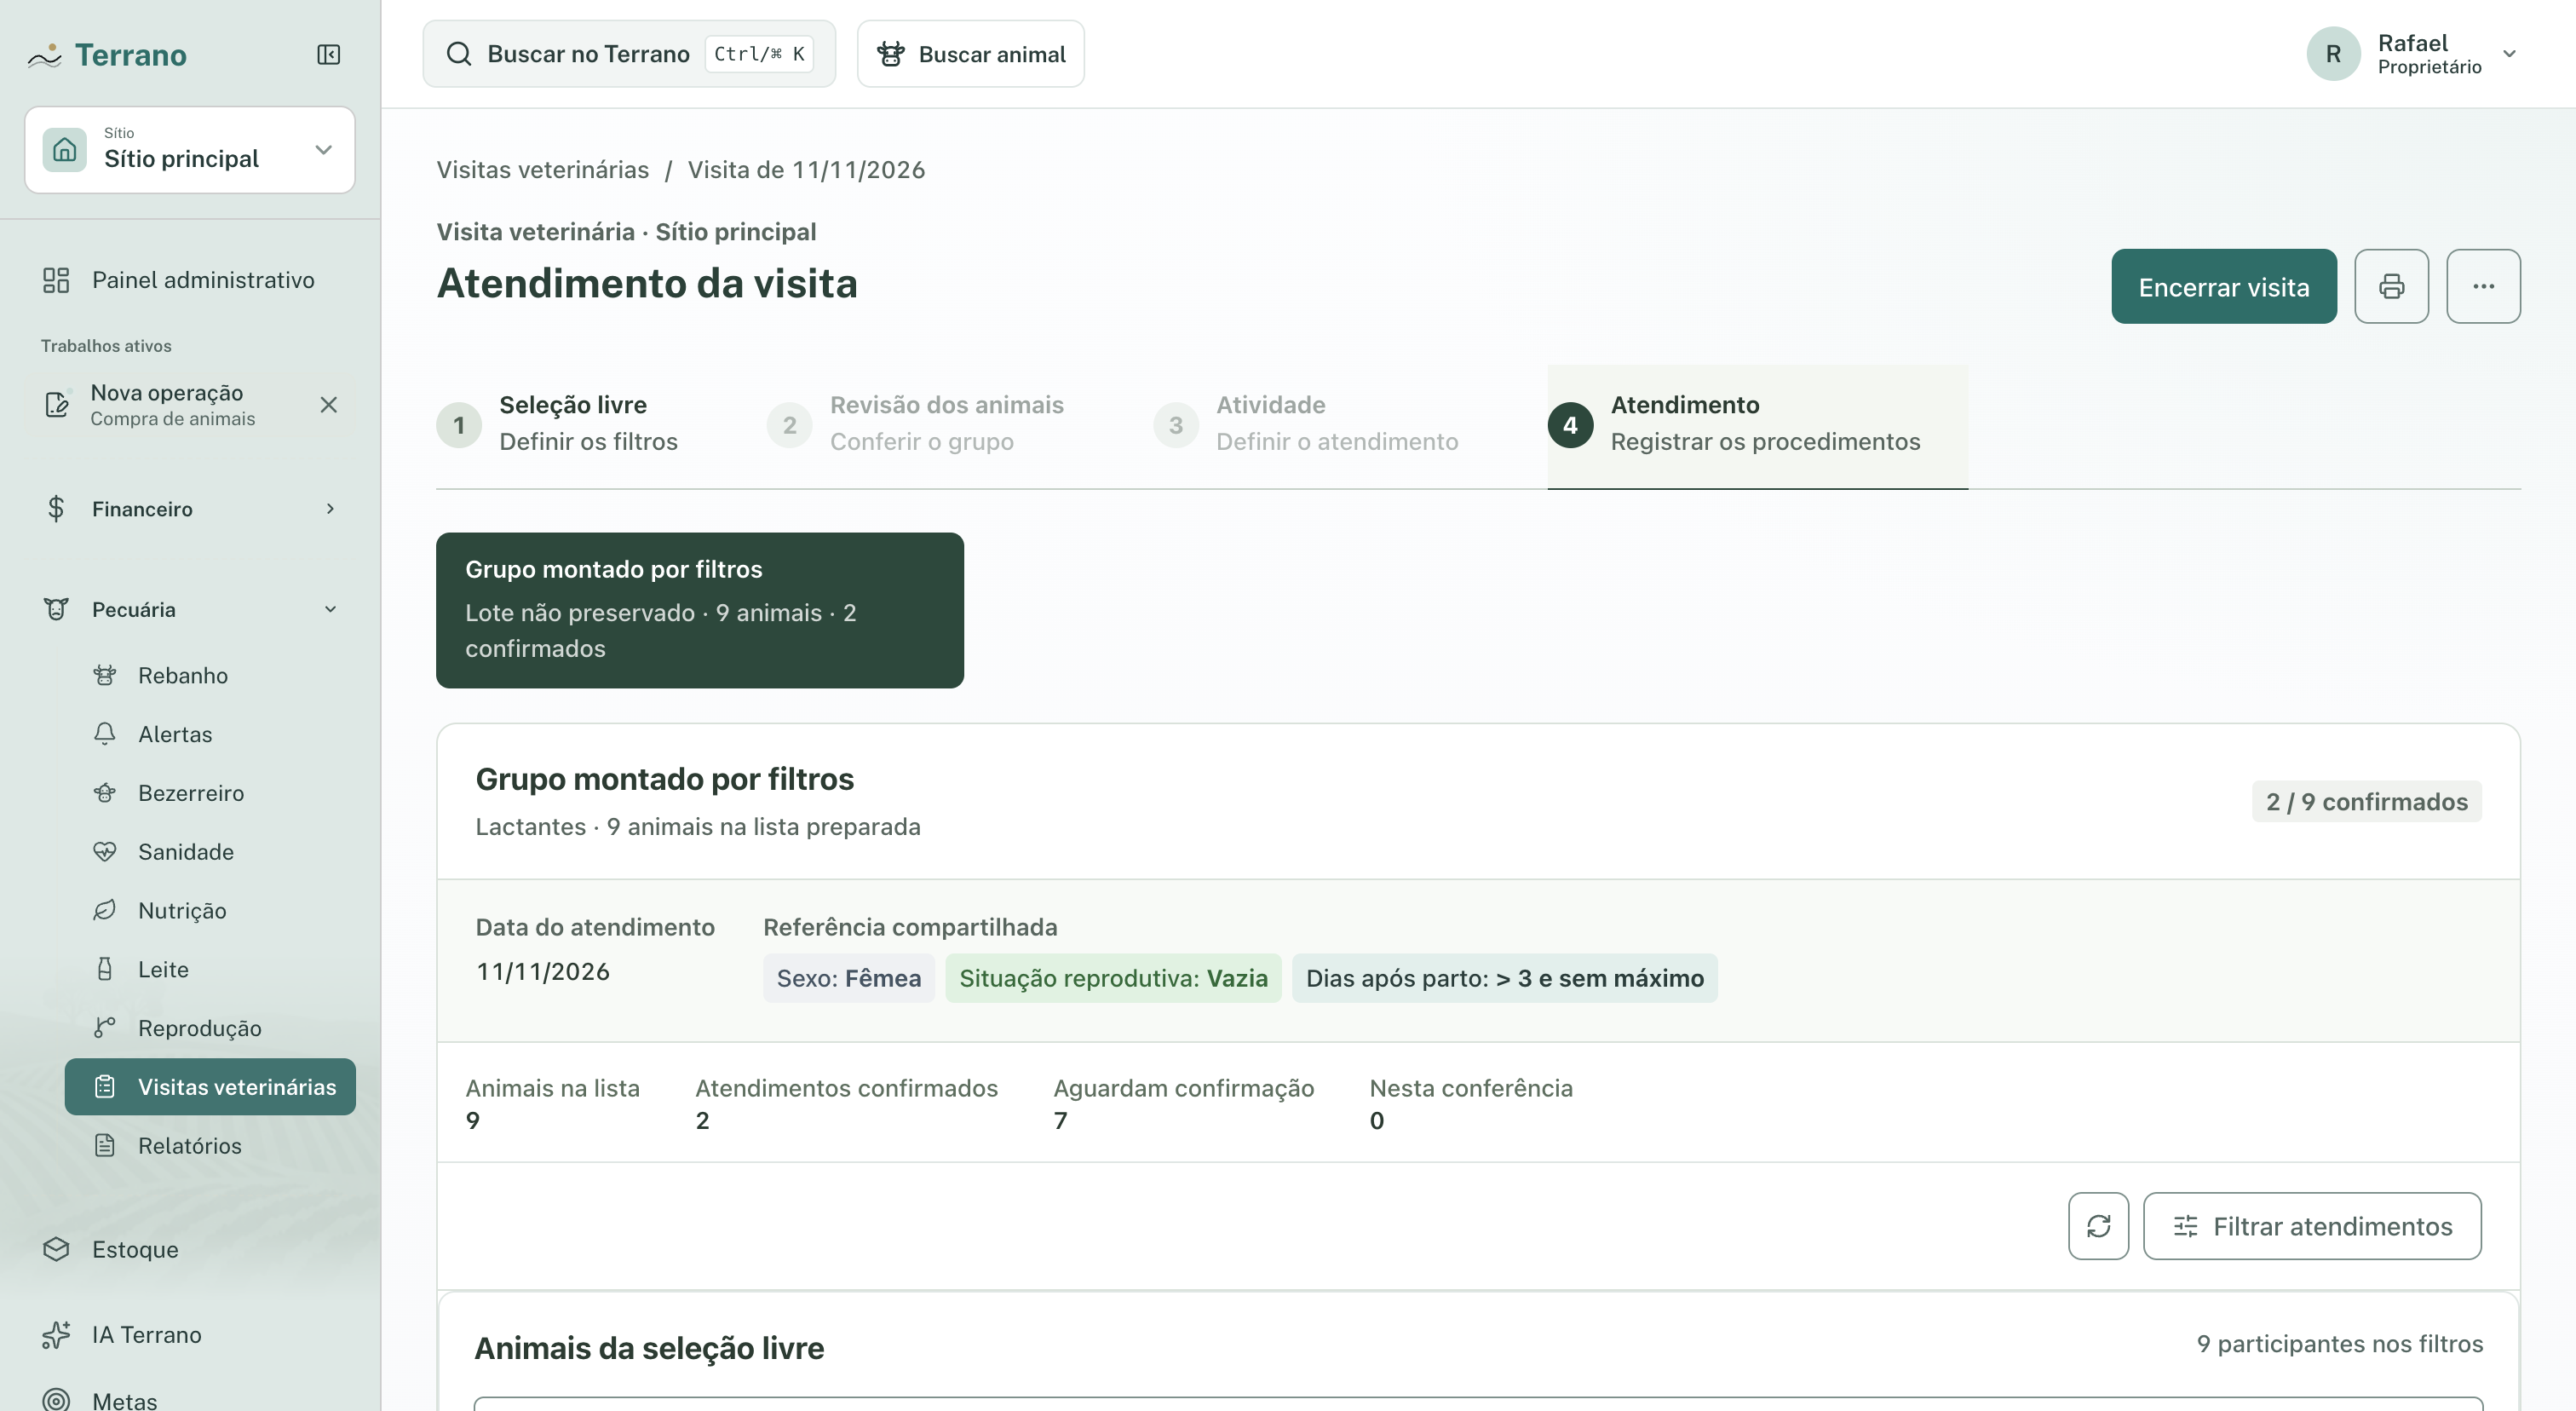 Terrano
Sítio
Sítio principal
Painel administrativo
Trabalhos ativos
Nova operação
Compra de animais
Financeiro
Pecuária
Rebanho
Alertas
Bezerreiro
Sanidade
Nutrição
Leite
Reprodução
Visitas veterinárias
Relatórios
Estoque
IA Terrano
Metas
Buscar no Terrano Ctrl/⌘ K
Buscar animal
R
Rafael
Proprietário
Visitas veterinárias / Visita de 11/11/2026
Visita veterinária · Sítio principal
Atendimento da visita
Encerrar visita
1 Seleção livre
Definir os filtros
2 Revisão dos animais
Conferir o grupo
3 Atividade
Definir o atendimento
4 Atendimento
Registrar os procedimentos
Grupo montado por filtros
Lote não preservado · 9 animais · 2
confirmados
Grupo montado por filtros
Lactantes · 9 animais na lista preparada
2 / 9 confirmados
Data do atendimento
11/11/2026
Referência compartilhada
Sexo: Fêmea
Situação reprodutiva: Vazia
Dias após parto: > 3 e sem máximo
Animais na lista
9
Atendimentos confirmados
2
Aguardam confirmação
7
Nesta conferência
0
Filtrar atendimentos
Animais da seleção livre
9 participantes nos filtros